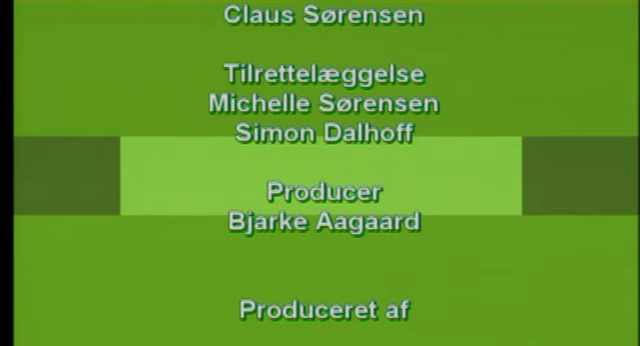 Claus Sørensen
Tilrettelæggelse
Michelle Sørensen
Simon Dalhoff
Producer
Bjarke Aagaard
Produceret af